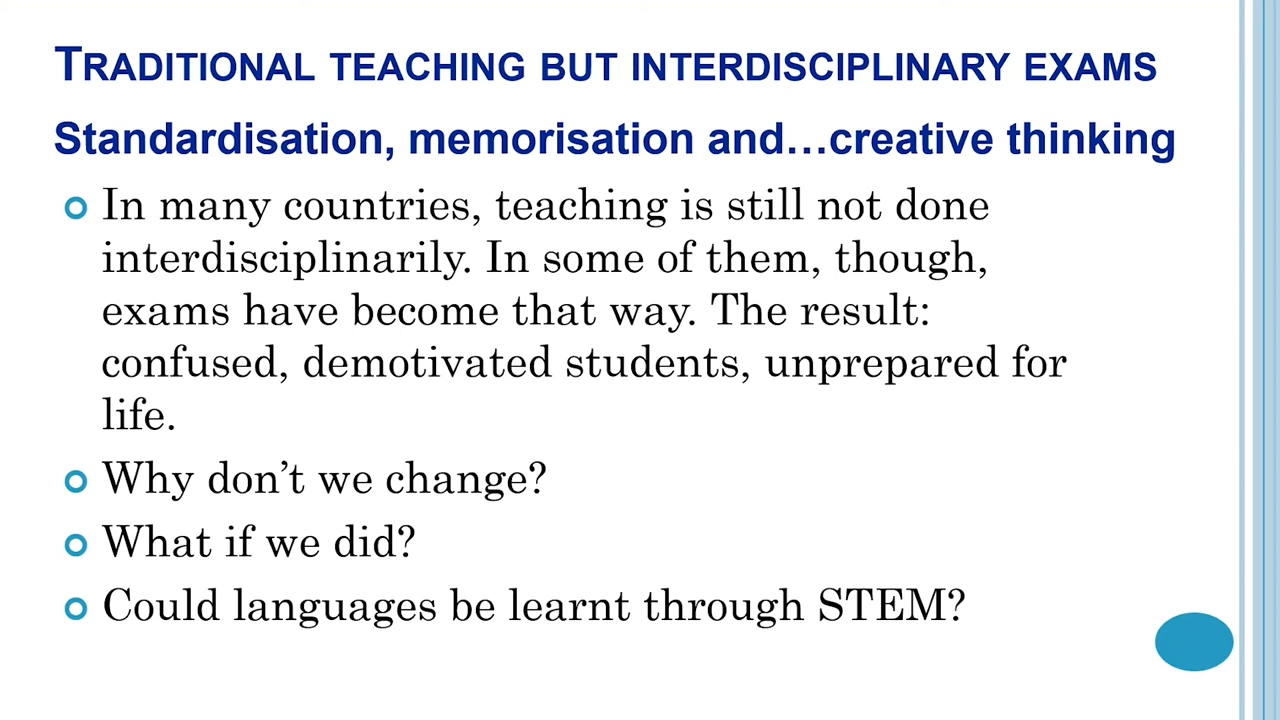 TRADITIONAL TEACHING BUT INTERDISCIPLINARY EXAMS
Standardisation, memorisation and…creative thinking
In many countries, teaching is still not done
interdisciplinarily. In some of them, though,
exams have become that way. The result:
confused, demotivated students, unprepared for
life.
Why don’t we change?
What if we did?
Could languages be learnt through STEM?